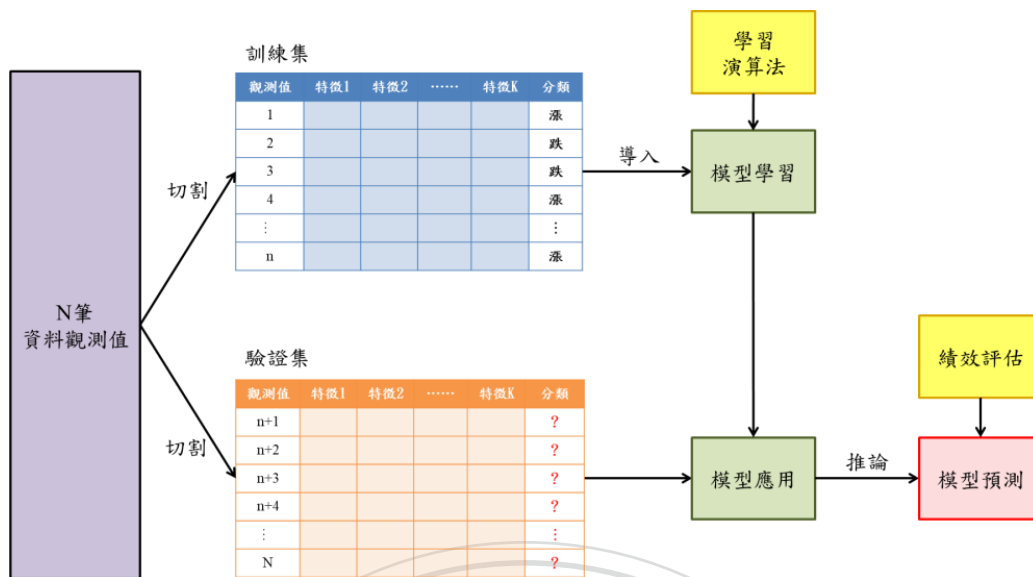 訓練集
觀測值 特徵1 特徵2 …… 特徵K 分類
1 漲
2 跌
3 跌
4 漲
⋮ ⋮
n 漲
學習
演算法
導入
模型學習
切割
N筆
資料觀測值
切割
驗證集
觀測值 特徵1 特徵2 …… 特徵K 分類
n+1 ?
n+2 ?
n+3 ?
n+4 ?
⋮ ⋮
N ?
模型應用
推論
績效評估
模型預測